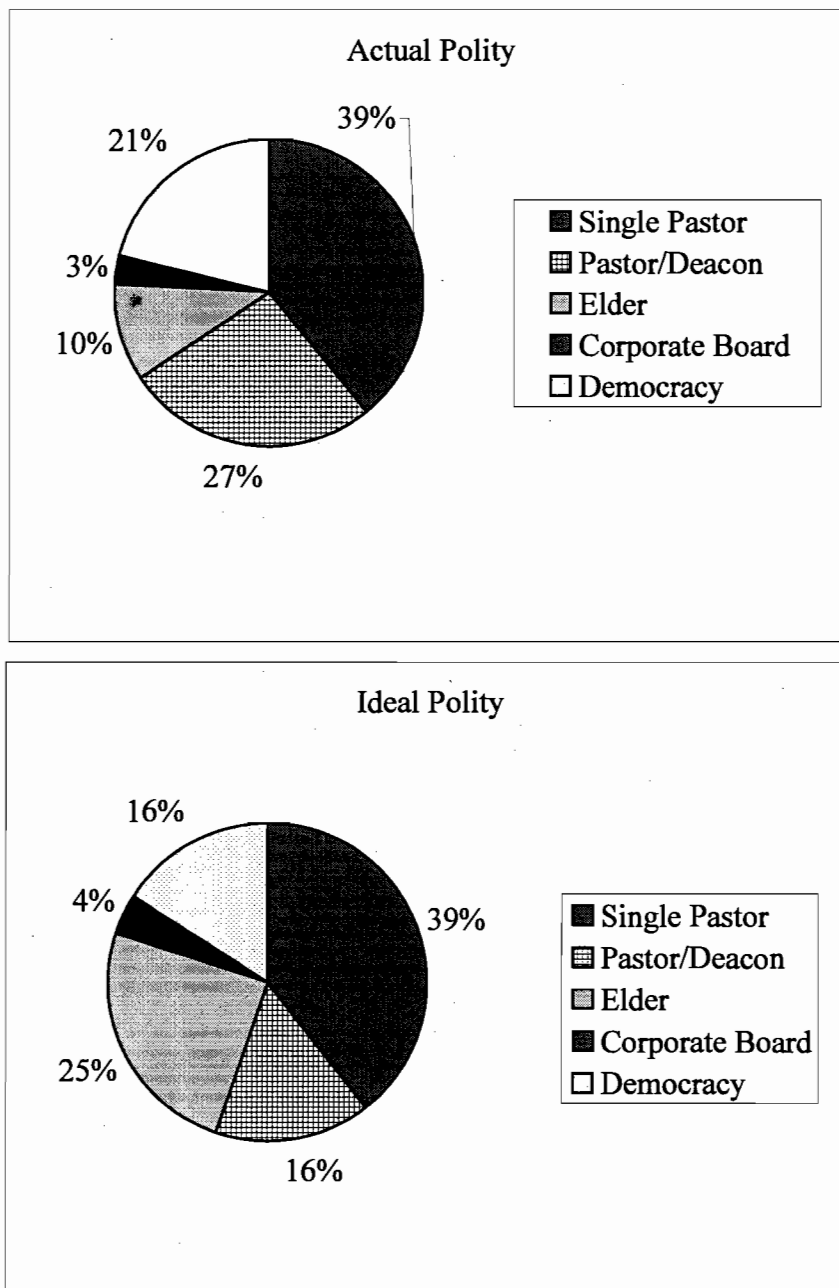 Actual Polity
39%
21%
3%
10%
27%
Single Pastor
Pastor/Deacon
Elder
Corporate Board
Democracy
Ideal Polity
16%
4%
39%
25%
16%
Single Pastor
Pastor/Deacon
Elder
Corporate Board
Democracy